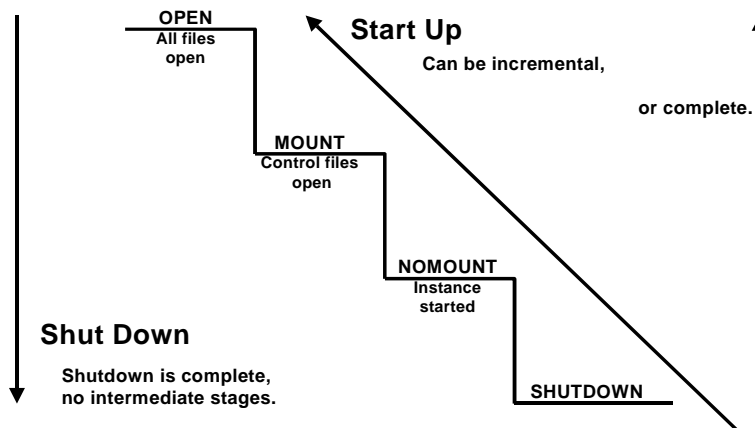 OPEN
All files
open
Start Up
Can be incremental,
or complete.
MOUNT
Control files
open
NOMOUNT
Instance
started
Shut Down
Shutdown is complete,
no intermediate stages.
SHUTDOWN